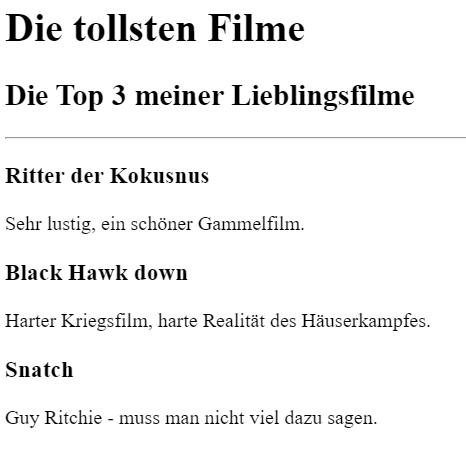 Die tollsten Filme
Die Top 3 meiner Lieblingsfilme
Ritter der Kokusnus
Sehr lustig, ein schöner Gammelfilm.
Black Hawk down
Harter Kriegsfilm, harte Realität des Häuserkampfes.
Snatch
Guy Ritchie - muss man nicht viel dazu sagen.